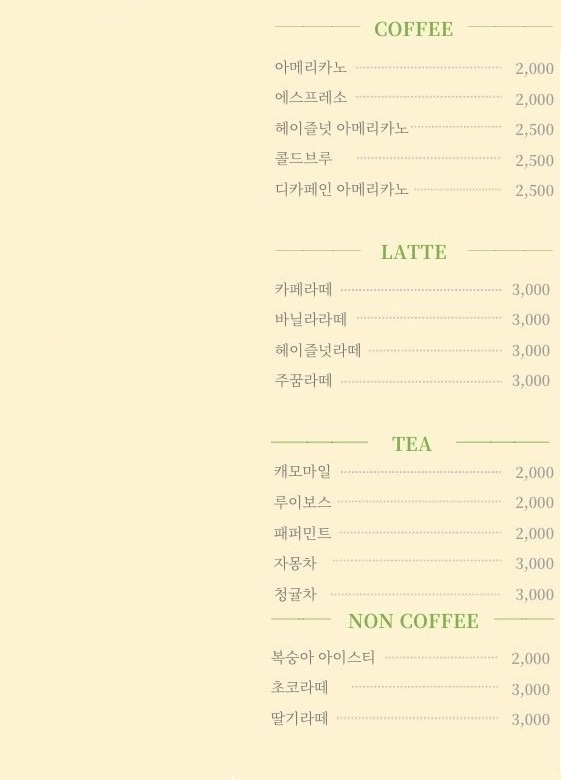 COFFEE
아메리카노 2,000
에스프레소 2,000
헤이즐넛 아메리카노 2,500
콜드브루 2,500
디카페인 아메리카노 2,500
LATTE
카페라떼 3,000
바닐라라떼 3,000
헤이즐넛라떼 3,000
주꿈라떼 3,000
TEA
캐모마일 2,000
루이보스 2,000
패퍼민트 2,000
자몽차 3,000
청귤차 3,000
NON COFFEE
복숭아 아이스티 2,000
초코라떼 3,000
딸기라떼 3,000